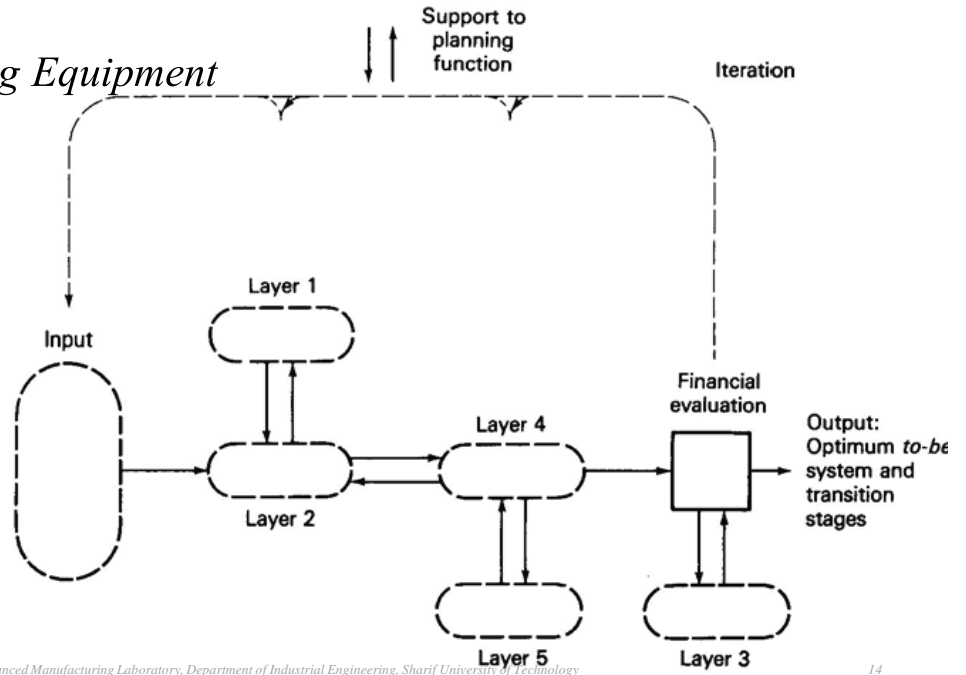 Support to
planning
function
g Equipment
Iteration
Layer 1
Input
Financial
evaluation
Layer 4
Output:
Optimum to-be
system and
transition
stages
Layer 2
Layer 5
Layer 3
anced Manufacturing Laboratory, Department of Industrial Engineering, Sharif University of Technology
14